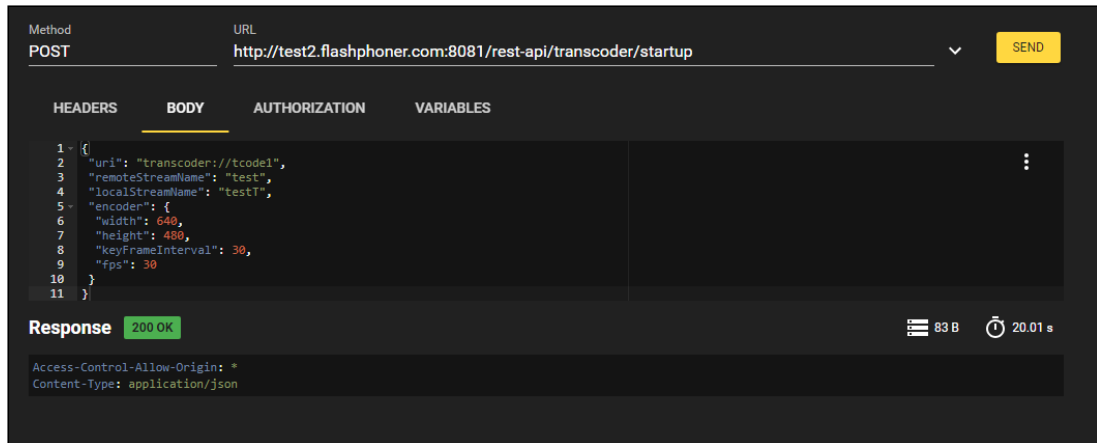 Method
URL
POST
http://test2.flashphoner.com:8081/rest-api/transcoder/startup
SEND
HEADERS BODY AUTHORIZATION VARIABLES
1 {
2 "uri": "transcoder://tcode1",
3 "remoteStreamName": "test",
4 "localStreamName": "testT",
5 "encoder": {
6 "width": 640,
7 "height": 480,
8 "keyFrameInterval": 30,
9 "fps": 30
10 }
11 }
Response 200 OK 83 B 20.01 s
Access-Control-Allow-Origin: *
Content-Type: application/json